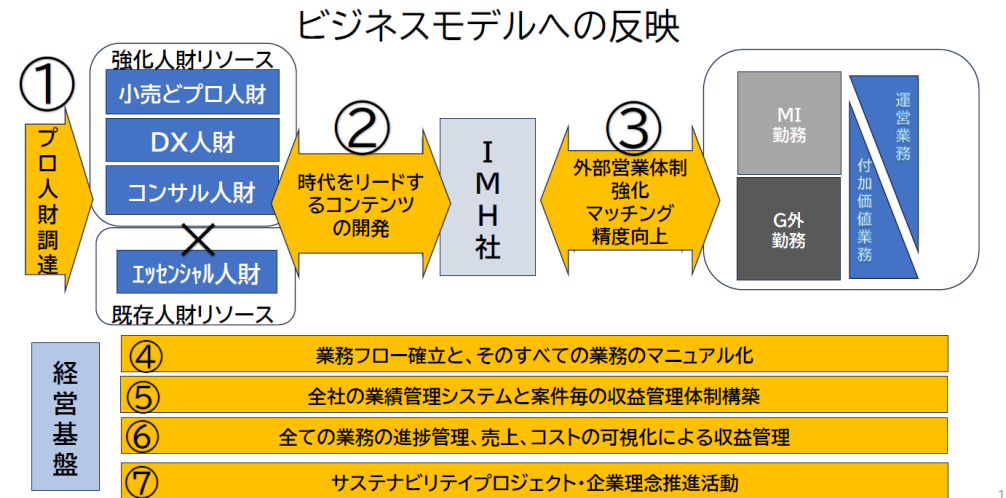 ビジネスモデルへの反映
①
プロ人財調達
強化人財リソース
小売どプロ人財
DX人財
コンサル人財
×
エッセンシャル人財
既存人財リソース
②
時代をリードす
るコンテンツ
の開発
IMH社
③
外部営業体制
強化
マッチング
精度向上
MI
勤務
G外
勤務
運営業務
付加価値業務
経営基盤
④ 業務フロー確立と、そのすべての業務のマニュアル化
⑤ 全社の業績管理システムと案件毎の収益管理体制構築
⑥ 全ての業務の進捗管理、売上、コストの可視化による収益管理
⑦ サステナビリテイプロジェクト・企業理念推進活動
1